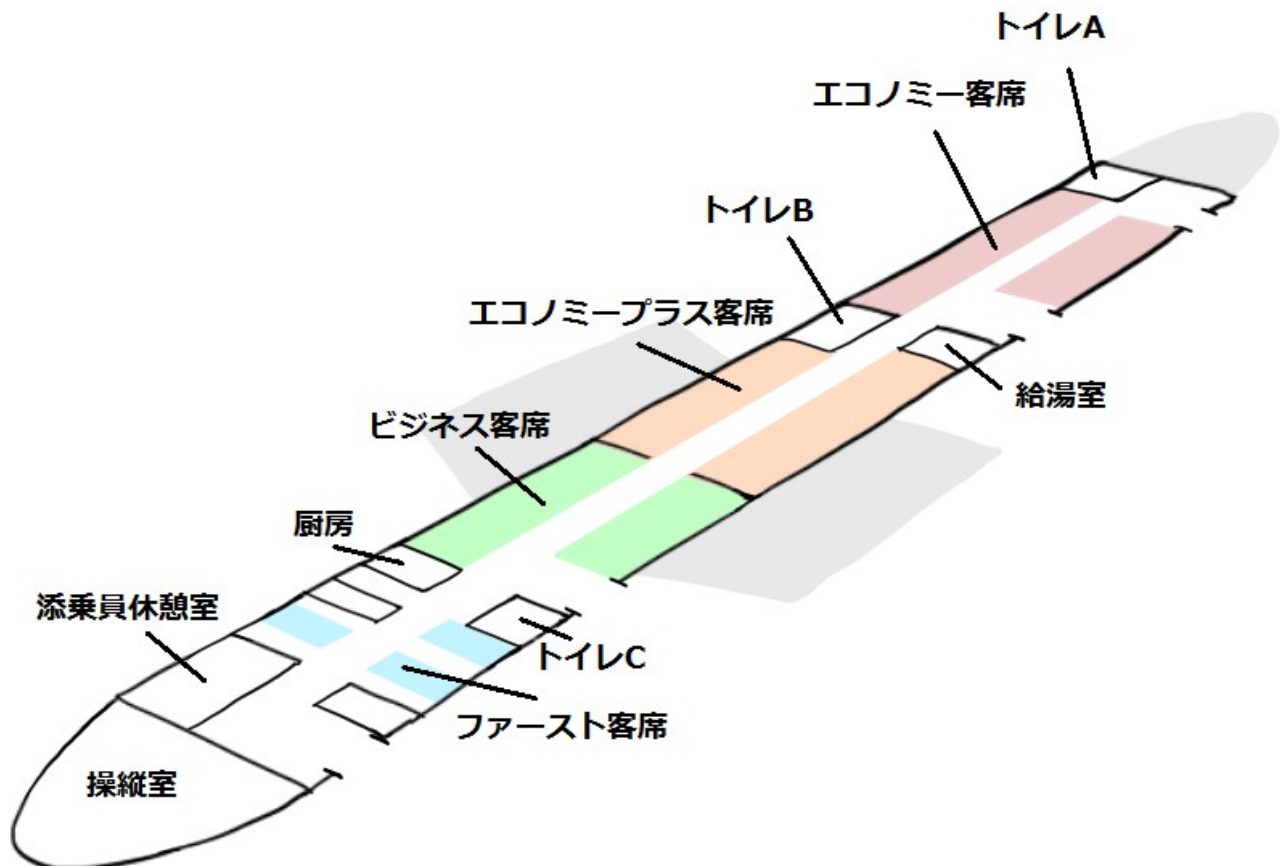 トイレA
エコノミー客席
トイレB
エコノミープラス客席
給湯室
ビジネス客席
厨房
添乗員休憩室
トイレC
ファースト客席
操縦室